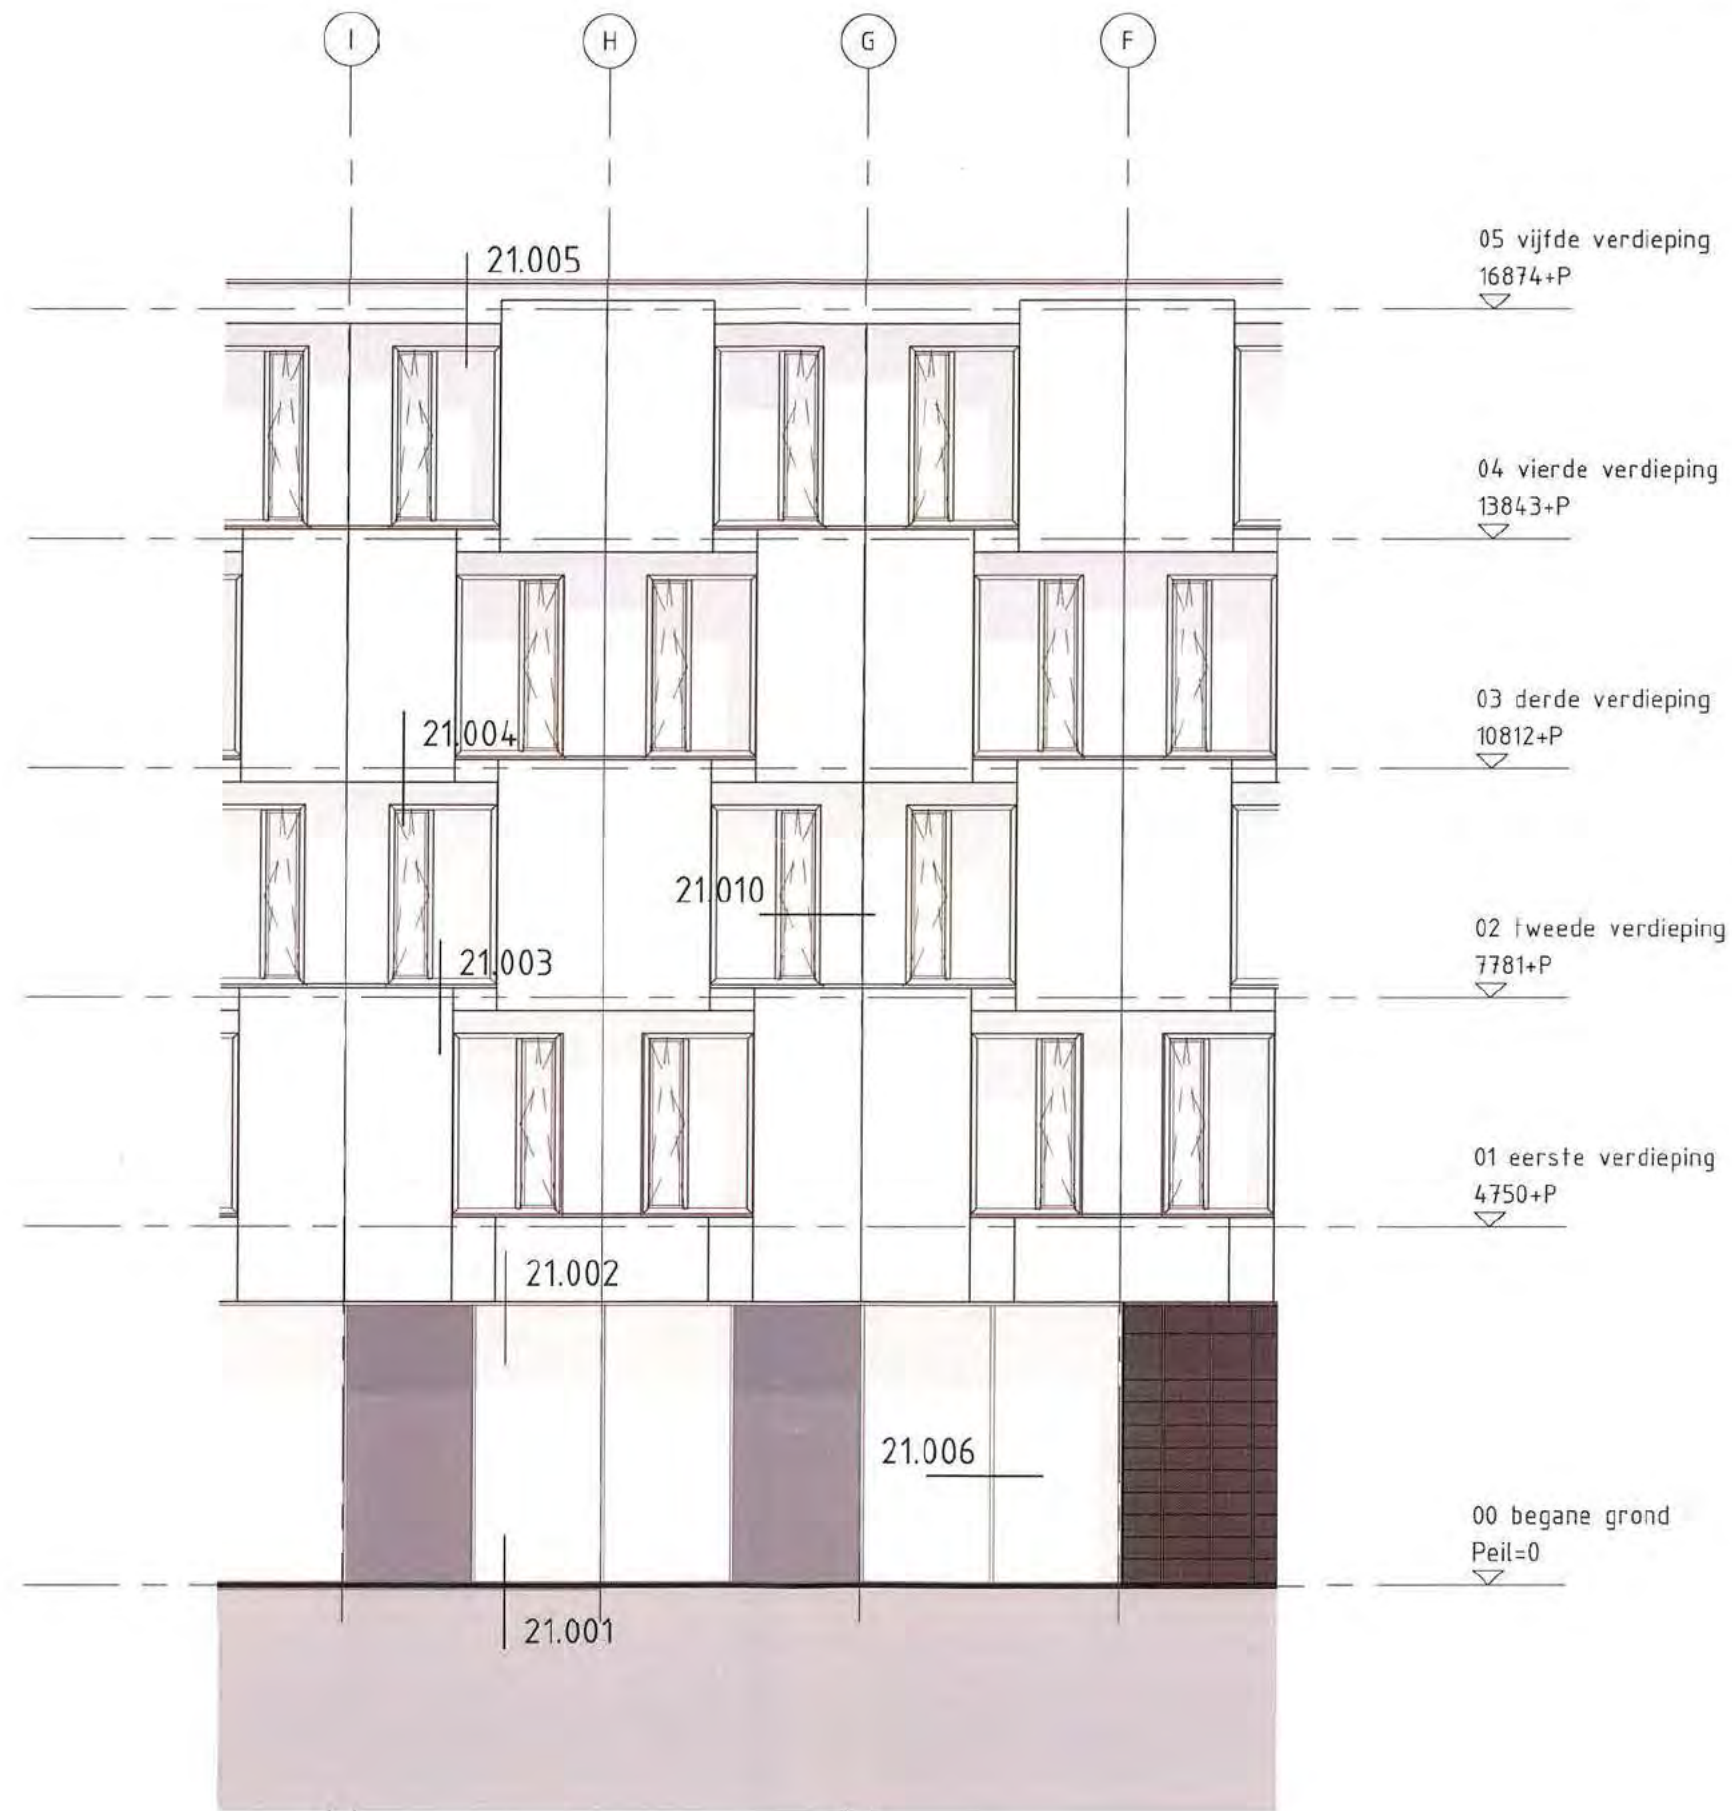 I
H
G
F
21.005
05 vijfde verdieping
16874+P
04 vierde verdieping
13843+P
03 derde verdieping
10812+P
21.004
21.010
02 tweede verdieping
7781+P
21.003
01 eerste verdieping
4750+P
21.002
21.006
00 begane grond
Peil=0
21.001